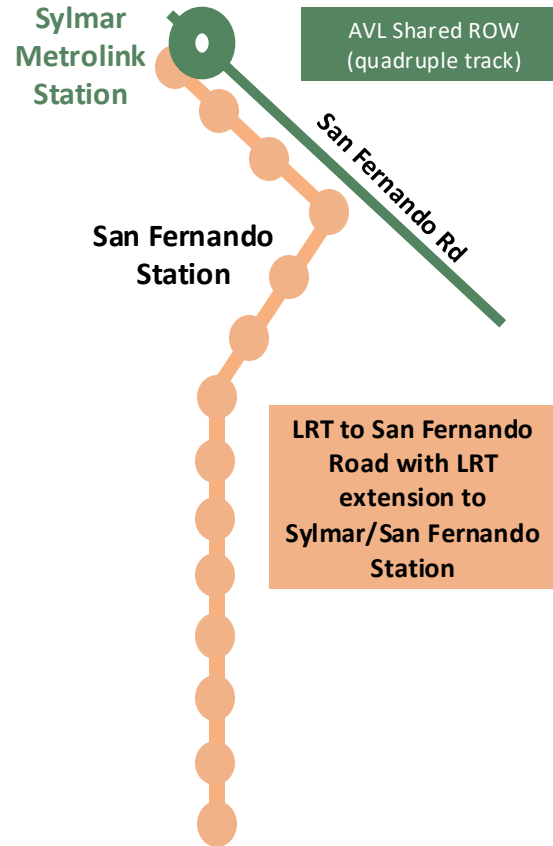 Sylmar
Metrolink
Station
AVL Shared ROW
(quadruple track)
San Fernando Rd
San Fernando
Station
LRT to San Fernando
Road with LRT
extension to
Sylmar/San Fernando
Station